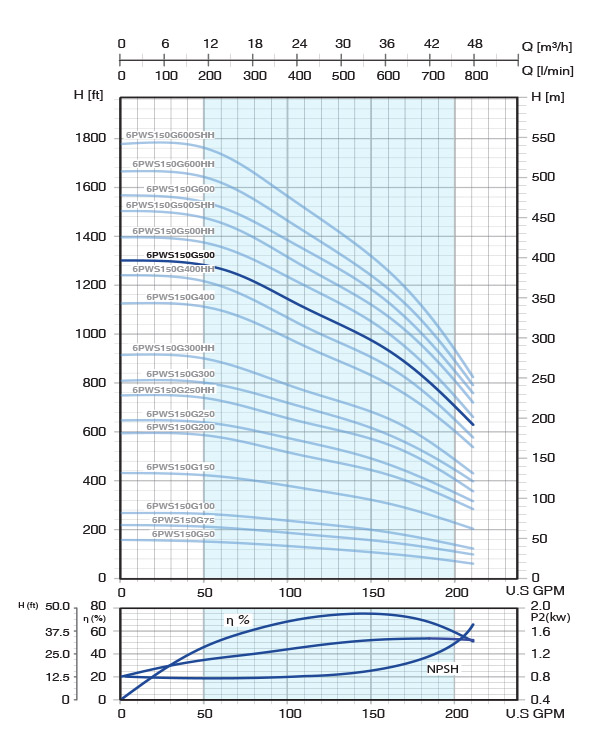 0 6 12 18 24 30 36 42 48 Q [m³/h]
0 100 200 300 400 500 600 700 800 Q [l/min]
H [ft] H [m]
1800 550
6PWS1s0G600SHH
6PWS1s0G600HH
1600 500
6PWS1s0G600
6PWS1s0Gs00SHH
450
6PWS1s0Gs00HH
1400
6PWS1s0Gs00
400
6PWS1s0G400HH
1200
6PWS1s0G400
350
1000 300
6PWS1s0G300HH
250
6PWS1s0G300
800
6PWS1s0G2s0HH
200
6PWS1s0G2s0
6PWS1s0G200
600
150
6PWS1s0G1s0
400 100
6PWS1s0G100
6PWS1s0G7s
200 50
6PWS1s0Gs0
0 0
0 50 100 150 200 U.S GPM
H (ft) 50.0 80 2.0
η (%) η % P2(kw)
37.5 60 1.6
25.0 40 1.2
NPSH
12.5 20 0.8
0 0 0.4
0 50 100 150 200 U.S GPM